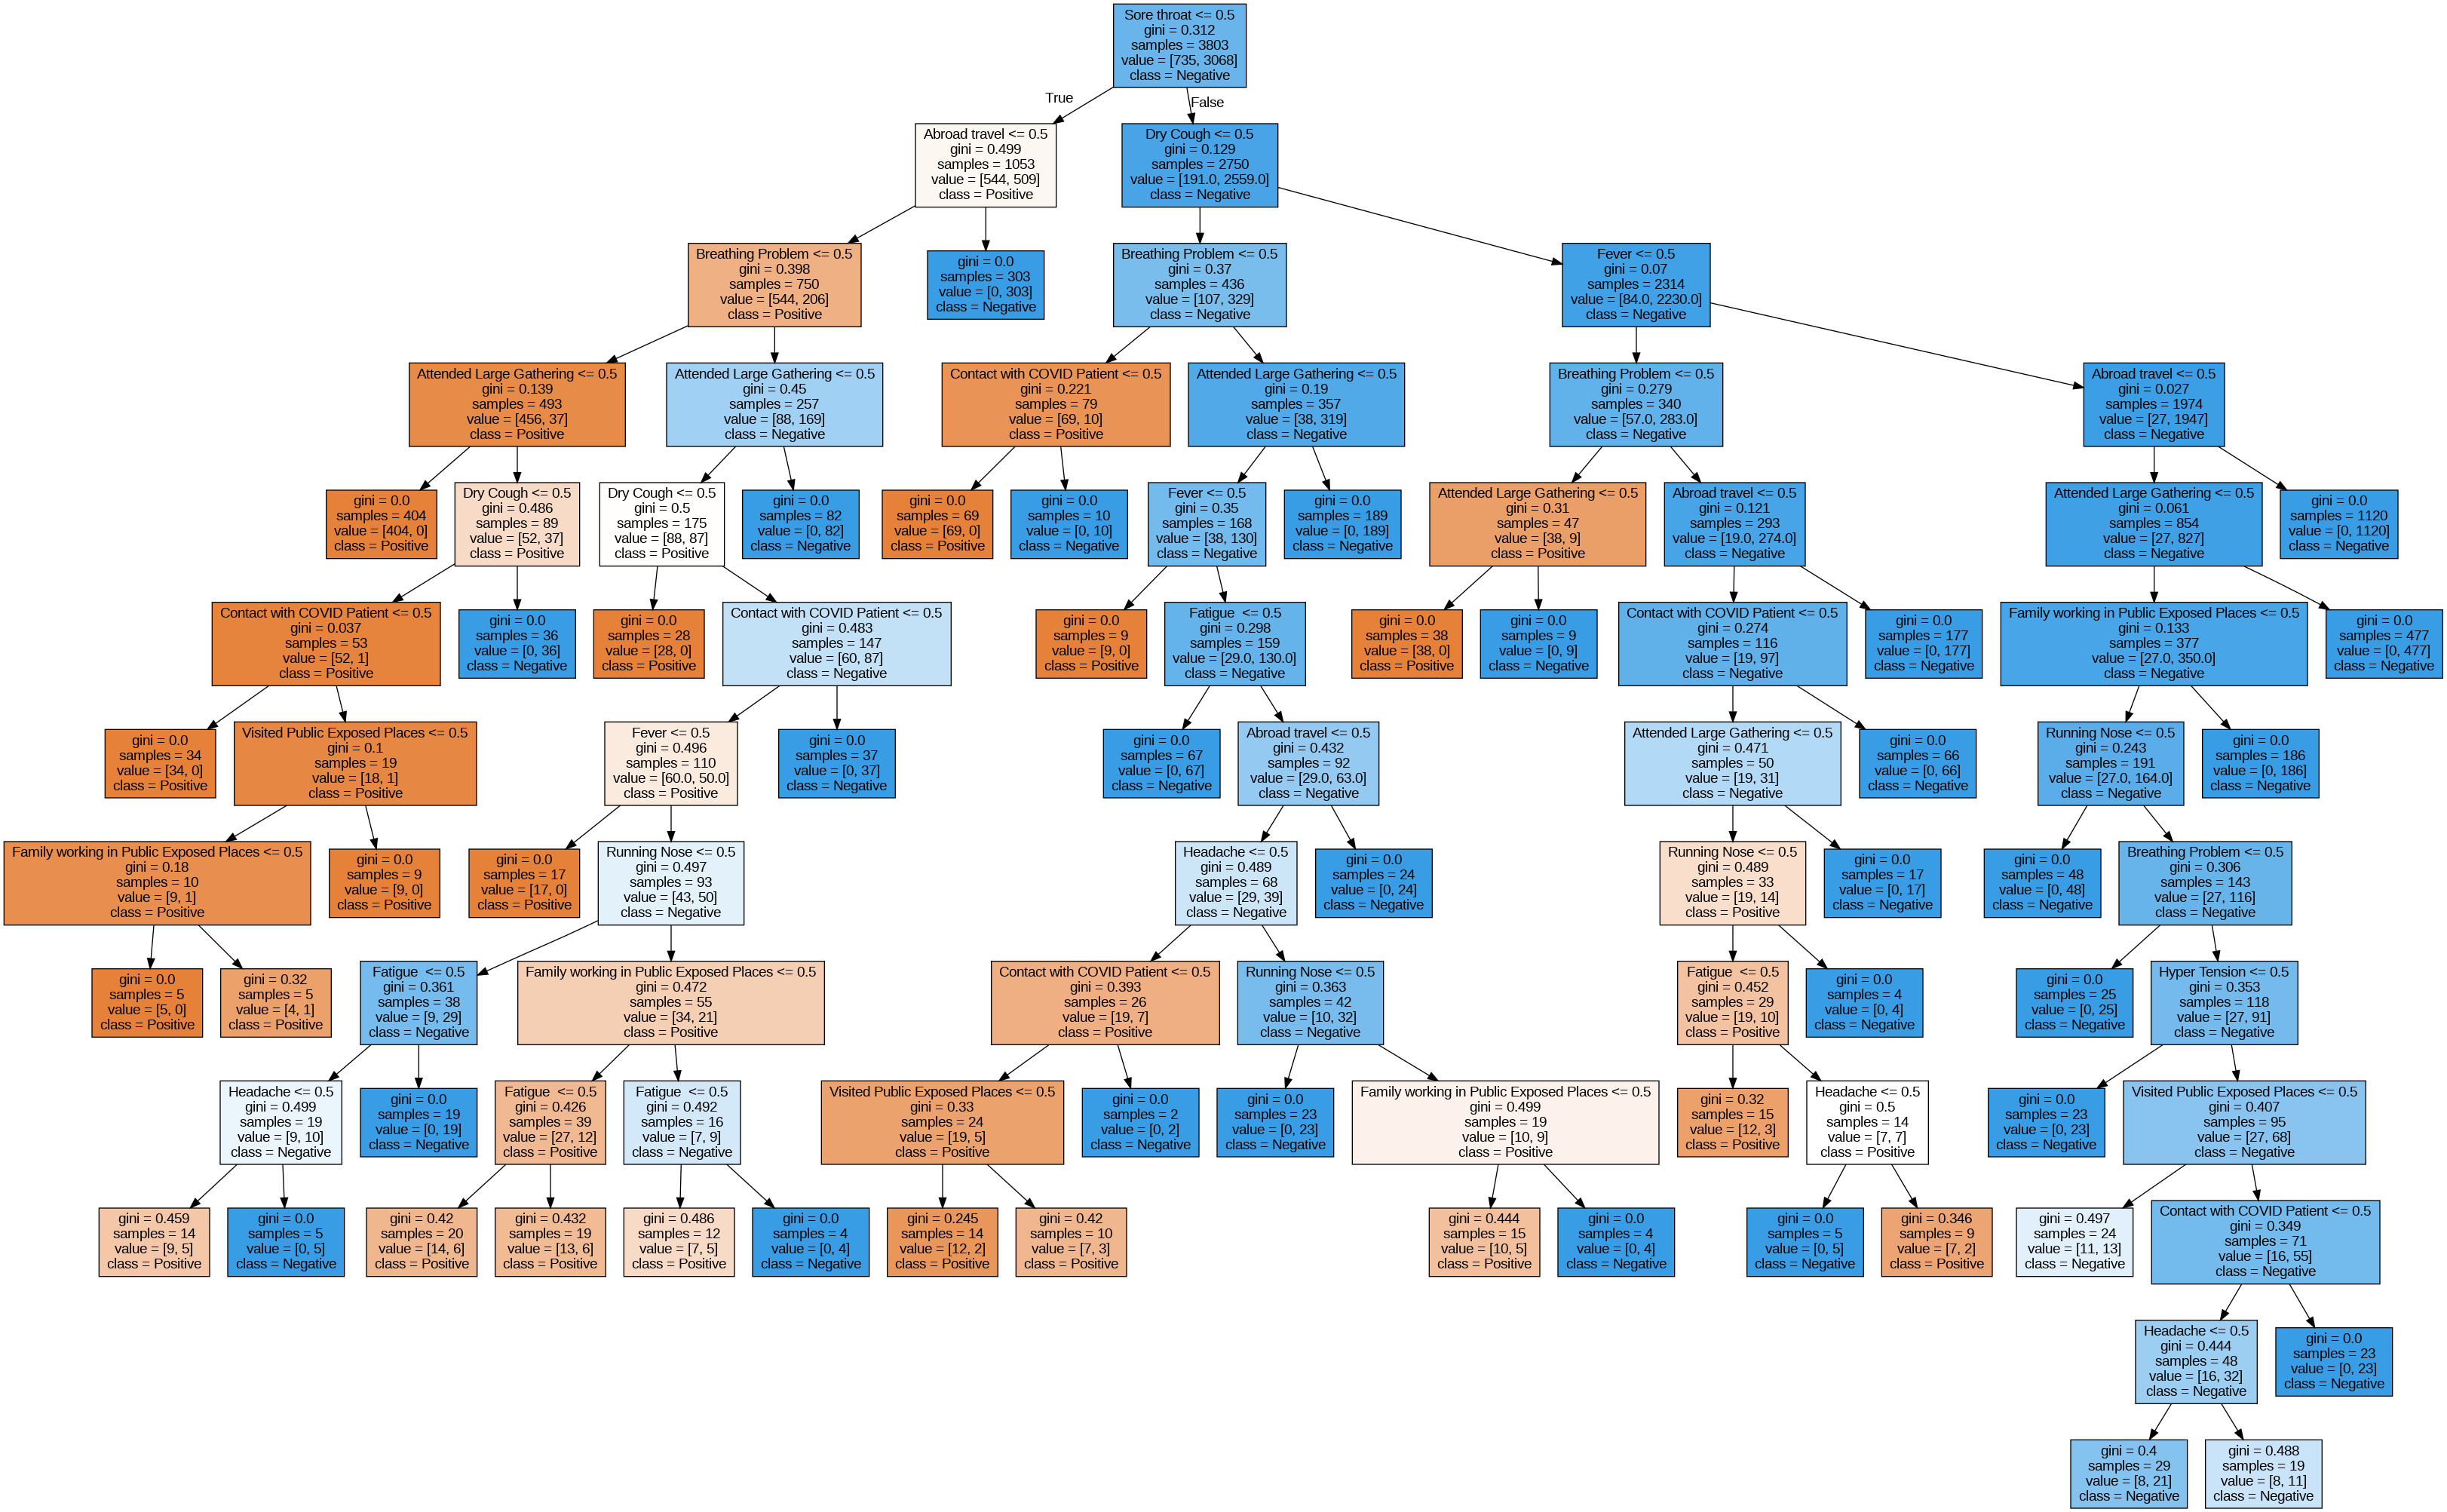 Sore throat <= 0.5
gini = 0.312
samples = 3803
value = [735, 3068]
class = Negative
True
False
Abroad travel <= 0.5
gini = 0.499
samples = 1053
value = [544, 509]
class = Positive
Dry Cough <= 0.5
gini = 0.129
samples = 2750
value = [191.0, 2559.0]
class = Negative
Breathing Problem <= 0.5
gini = 0.398
samples = 750
value = [544, 206]
class = Positive
gini = 0.0
samples = 303
value = [0, 303]
class = Negative
Breathing Problem <= 0.5
gini = 0.37
samples = 436
value = [107, 329]
class = Negative
Fever <= 0.5
gini = 0.07
samples = 2314
value = [84.0, 2230.0]
class = Negative
Attended Large Gathering <= 0.5
gini = 0.139
samples = 493
value = [456, 37]
class = Positive
Attended Large Gathering <= 0.5
gini = 0.45
samples = 257
value = [88, 169]
class = Negative
Contact with COVID Patient <= 0.5
gini = 0.221
samples = 79
value = [69, 10]
class = Positive
Attended Large Gathering <= 0.5
gini = 0.19
samples = 357
value = [38, 319]
class = Negative
Breathing Problem <= 0.5
gini = 0.279
samples = 340
value = [57.0, 283.0]
class = Negative
Abroad travel <= 0.5
gini = 0.027
samples = 1974
value = [27, 1947]
class = Negative
gini = 0.0
samples = 404
value = [404, 0]
class = Positive
Dry Cough <= 0.5
gini = 0.486
samples = 89
value = [52, 37]
class = Positive
Dry Cough <= 0.5
gini = 0.5
samples = 175
value = [88, 87]
class = Positive
gini = 0.0
samples = 82
value = [0, 82]
class = Negative
gini = 0.0
samples = 69
value = [69, 0]
class = Positive
gini = 0.0
samples = 10
value = [0, 10]
class = Negative
Fever <= 0.5
gini = 0.35
samples = 168
value = [38, 130]
class = Negative
gini = 0.0
samples = 189
value = [0, 189]
class = Negative
Attended Large Gathering <= 0.5
gini = 0.31
samples = 47
value = [38, 9]
class = Positive
Abroad travel <= 0.5
gini = 0.121
samples = 293
value = [19.0, 274.0]
class = Negative
Attended Large Gathering <= 0.5
gini = 0.061
samples = 854
value = [27, 827]
class = Negative
gini = 0.0
samples = 1120
value = [0, 1120]
class = Negative
Contact with COVID Patient <= 0.5
gini = 0.037
samples = 53
value = [52, 1]
class = Positive
gini = 0.0
samples = 36
value = [0, 36]
class = Negative
gini = 0.0
samples = 28
value = [28, 0]
class = Positive
Contact with COVID Patient <= 0.5
gini = 0.483
samples = 147
value = [60, 87]
class = Negative
gini = 0.0
samples = 9
value = [9, 0]
class = Positive
Fatigue  <= 0.5
gini = 0.298
samples = 159
value = [29.0, 130.0]
class = Negative
gini = 0.0
samples = 38
value = [38, 0]
class = Positive
gini = 0.0
samples = 9
value = [0, 9]
class = Negative
Contact with COVID Patient <= 0.5
gini = 0.274
samples = 116
value = [19, 97]
class = Negative
gini = 0.0
samples = 177
value = [0, 177]
class = Negative
Family working in Public Exposed Places <= 0.5
gini = 0.133
samples = 377
value = [27.0, 350.0]
class = Negative
gini = 0.0
samples = 477
value = [0, 477]
class = Negative
gini = 0.0
samples = 34
value = [34, 0]
class = Positive
Visited Public Exposed Places <= 0.5
gini = 0.1
samples = 19
value = [18, 1]
class = Positive
Fever <= 0.5
gini = 0.496
samples = 110
value = [60.0, 50.0]
class = Positive
gini = 0.0
samples = 37
value = [0, 37]
class = Negative
gini = 0.0
samples = 67
value = [0, 67]
class = Negative
Abroad travel <= 0.5
gini = 0.432
samples = 92
value = [29.0, 63.0]
class = Negative
Attended Large Gathering <= 0.5
gini = 0.471
samples = 50
value = [19, 31]
class = Negative
gini = 0.0
samples = 66
value = [0, 66]
class = Negative
Running Nose <= 0.5
gini = 0.243
samples = 191
value = [27.0, 164.0]
class = Negative
gini = 0.0
samples = 186
value = [0, 186]
class = Negative
Family working in Public Exposed Places <= 0.5
gini = 0.18
samples = 10
value = [9, 1]
class = Positive
gini = 0.0
samples = 9
value = [9, 0]
class = Positive
gini = 0.0
samples = 17
value = [17, 0]
class = Positive
Running Nose <= 0.5
gini = 0.497
samples = 93
value = [43, 50]
class = Negative
Headache <= 0.5
gini = 0.489
samples = 68
value = [29, 39]
class = Negative
gini = 0.0
samples = 24
value = [0, 24]
class = Negative
Running Nose <= 0.5
gini = 0.489
samples = 33
value = [19, 14]
class = Positive
gini = 0.0
samples = 17
value = [0, 17]
class = Negative
gini = 0.0
samples = 48
value = [0, 48]
class = Negative
Breathing Problem <= 0.5
gini = 0.306
samples = 143
value = [27, 116]
class = Negative
gini = 0.0
samples = 5
value = [5, 0]
class = Positive
gini = 0.32
samples = 5
value = [4, 1]
class = Positive
Fatigue  <= 0.5
gini = 0.361
samples = 38
value = [9, 29]
class = Negative
Family working in Public Exposed Places <= 0.5
gini = 0.472
samples = 55
value = [34, 21]
class = Positive
Contact with COVID Patient <= 0.5
gini = 0.393
samples = 26
value = [19, 7]
class = Positive
Running Nose <= 0.5
gini = 0.363
samples = 42
value = [10, 32]
class = Negative
Fatigue  <= 0.5
gini = 0.452
samples = 29
value = [19, 10]
class = Positive
gini = 0.0
samples = 4
value = [0, 4]
class = Negative
gini = 0.0
samples = 25
value = [0, 25]
class = Negative
Hyper Tension <= 0.5
gini = 0.353
samples = 118
value = [27, 91]
class = Negative
Headache <= 0.5
gini = 0.499
samples = 19
value = [9, 10]
class = Negative
gini = 0.0
samples = 19
value = [0, 19]
class = Negative
Fatigue  <= 0.5
gini = 0.426
samples = 39
value = [27, 12]
class = Positive
Fatigue  <= 0.5
gini = 0.492
samples = 16
value = [7, 9]
class = Negative
Visited Public Exposed Places <= 0.5
gini = 0.33
samples = 24
value = [19, 5]
class = Positive
gini = 0.0
samples = 2
value = [0, 2]
class = Negative
gini = 0.0
samples = 23
value = [0, 23]
class = Negative
Family working in Public Exposed Places <= 0.5
gini = 0.499
samples = 19
value = [10, 9]
class = Positive
gini = 0.32
samples = 15
value = [12, 3]
class = Positive
Headache <= 0.5
gini = 0.5
samples = 14
value = [7, 7]
class = Positive
gini = 0.0
samples = 23
value = [0, 23]
class = Negative
Visited Public Exposed Places <= 0.5
gini = 0.407
samples = 95
value = [27, 68]
class = Negative
gini = 0.459
samples = 14
value = [9, 5]
class = Positive
gini = 0.0
samples = 5
value = [0, 5]
class = Negative
gini = 0.42
samples = 20
value = [14, 6]
class = Positive
gini = 0.432
samples = 19
value = [13, 6]
class = Positive
gini = 0.486
samples = 12
value = [7, 5]
class = Positive
gini = 0.0
samples = 4
value = [0, 4]
class = Negative
gini = 0.245
samples = 14
value = [12, 2]
class = Positive
gini = 0.42
samples = 10
value = [7, 3]
class = Positive
gini = 0.444
samples = 15
value = [10, 5]
class = Positive
gini = 0.0
samples = 4
value = [0, 4]
class = Negative
gini = 0.0
samples = 5
value = [0, 5]
class = Negative
gini = 0.346
samples = 9
value = [7, 2]
class = Positive
gini = 0.497
samples = 24
value = [11, 13]
class = Negative
Contact with COVID Patient <= 0.5
gini = 0.349
samples = 71
value = [16, 55]
class = Negative
Headache <= 0.5
gini = 0.444
samples = 48
value = [16, 32]
class = Negative
gini = 0.0
samples = 23
value = [0, 23]
class = Negative
gini = 0.4
samples = 29
value = [8, 21]
class = Negative
gini = 0.488
samples = 19
value = [8, 11]
class = Negative